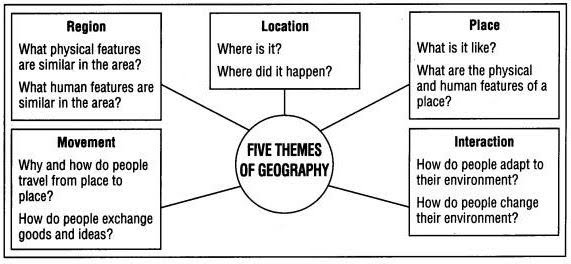 Region
What physical features
are similar in the area?
What human features are
similar in the area?
Location
Where is it?
Where did it happen?
Place
What is it like?
What are the physical
and human features of a
place?
FIVE THEMES
OF GEOGRAPHY
Movement
Why and how do people
travel from place to
place?
How do people exchange
goods and ideas?
Interaction
How do people adapt to
their environment?
How do people change
their environment?